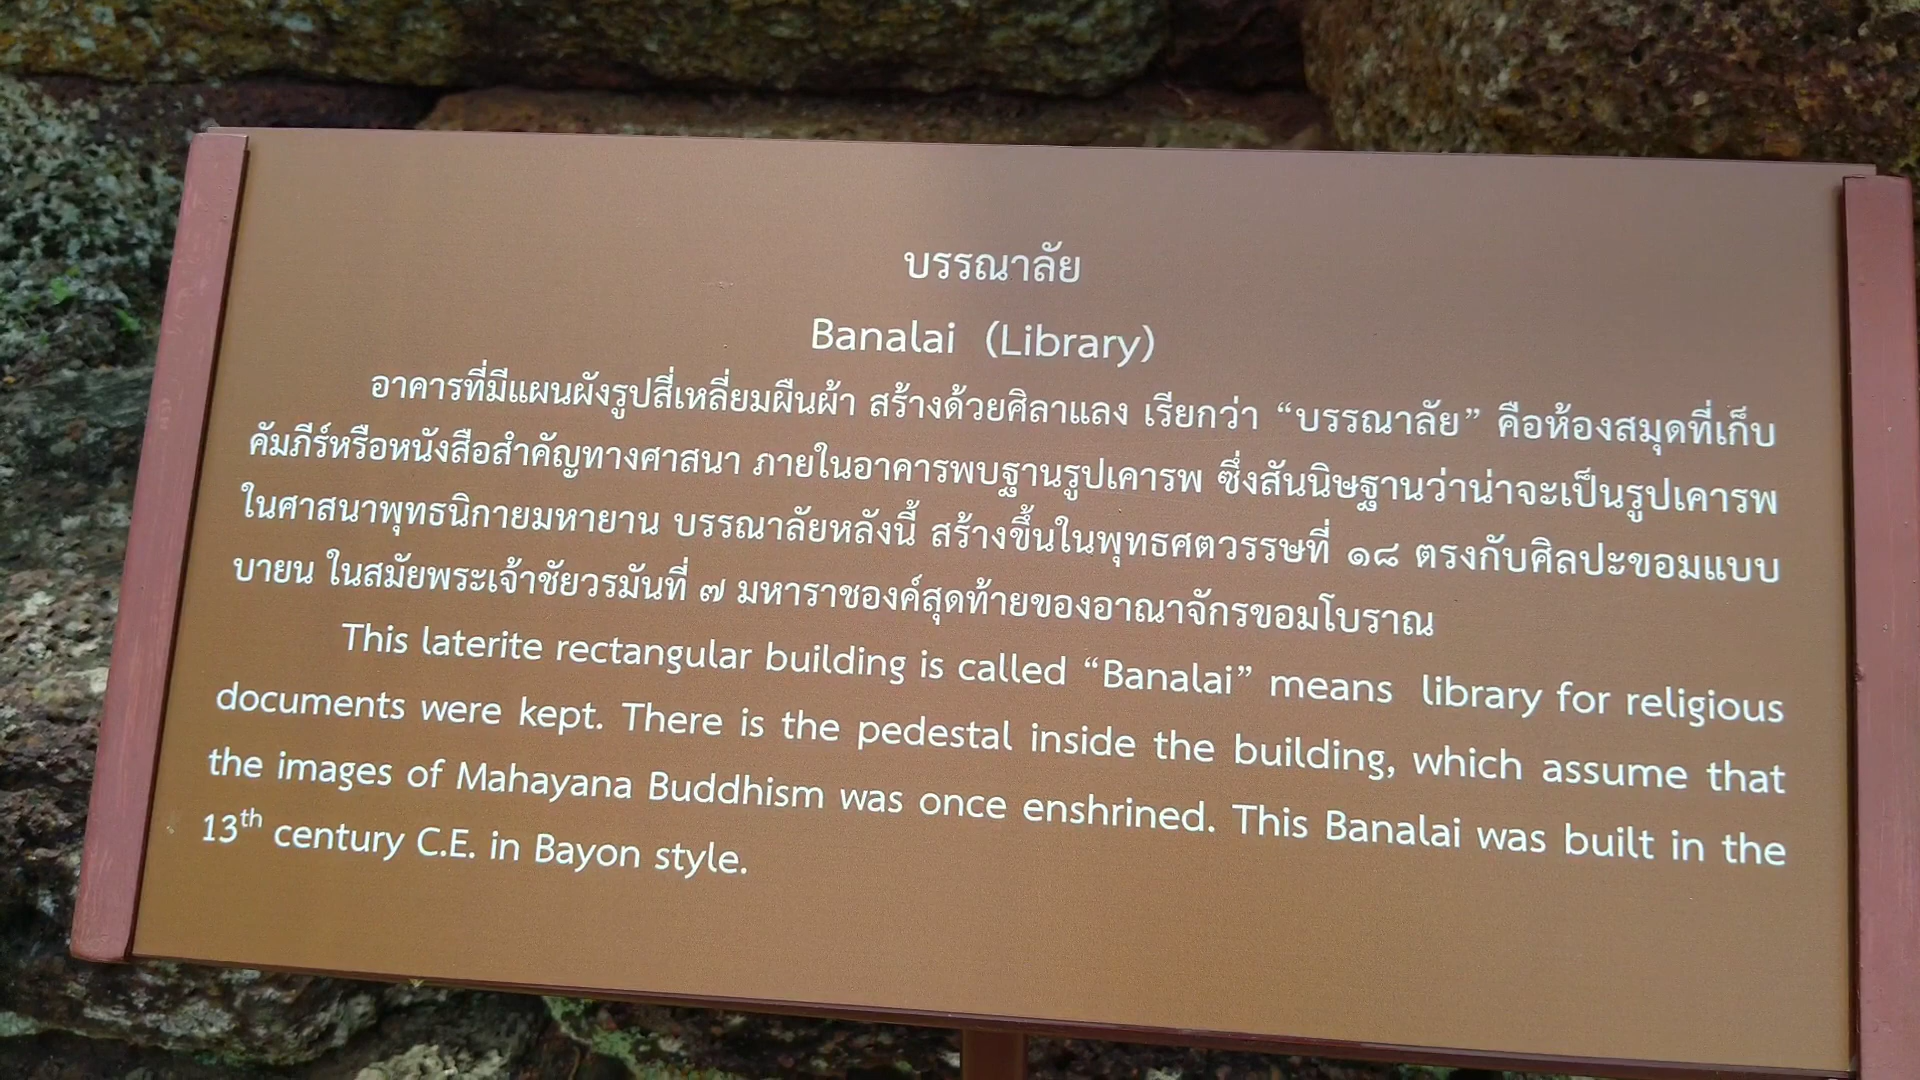 บรรณาลัย
Banalai (Library)
อาคารที่มีแผนผังรูปสี่เหลี่ยมผืนผ้า สร้างด้วยศิลาแลง เรียกว่า “บรรณาลัย” คือห้องสมุดที่เก็บ
คัมภีร์หรือหนังสือสำคัญทางศาสนา ภายในอาคารพบฐานรูปเคารพ ซึ่งสันนิษฐานว่าน่าจะเป็นรูปเคารพ
ในศาสนาพุทธนิกายมหายาน บรรณาลัยหลังนี้ สร้างขึ้นในพุทธศตวรรษที่ ๑๘ ตรงกับศิลปะขอมแบบ
บายน ในสมัยพระเจ้าชัยวรมันที่ ๗ มหาราชองค์สุดท้ายของอาณาจักรขอมโบราณ
This laterite rectangular building is called “Banalai” means library for religious
documents were kept. There is the pedestal inside the building, which assume that
the images of Mahayana Buddhism was once enshrined. This Banalai was built in the
13th century C.E. in Bayon style.